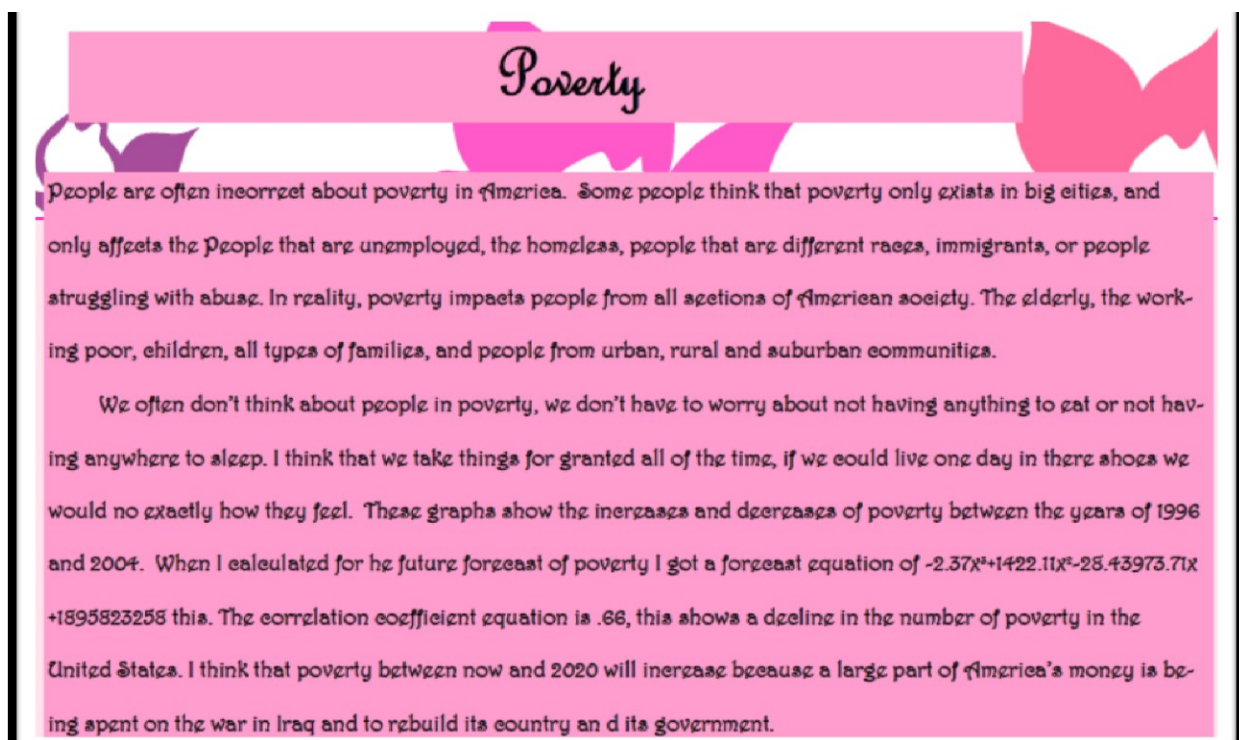 Poverty
People are often incorrect about poverty in America.  Some people think that poverty only exists in big cities, and
only affects the People that are unemployed, the homeless, people that are different races, immigrants, or people
struggling with abuse. In reality, poverty impacts people from all sections of American society. The elderly, the work-
ing poor, children, all types of families, and people from urban, rural and suburban communities.
We often don't think about people in poverty, we don't have to worry about not having anything to eat or not hav-
ing anywhere to sleep. I think that we take things for granted all of the time, if we could live one day in there shoes we
would no exactly how they feel.  These graphs show the increases and decreases of poverty between the years of 1996
and 2004.  When I calculated for he future forecast of poverty I got a forecast equation of -2.37x³+1422.11x²-28.43973.71x
+1895823258 this. The correlation coefficient equation is .66, this shows a decline in the number of poverty in the
United States. I think that poverty between now and 2020 will increase because a large part of America's money is be-
ing spent on the war in Iraq and to rebuild its country an d its government.